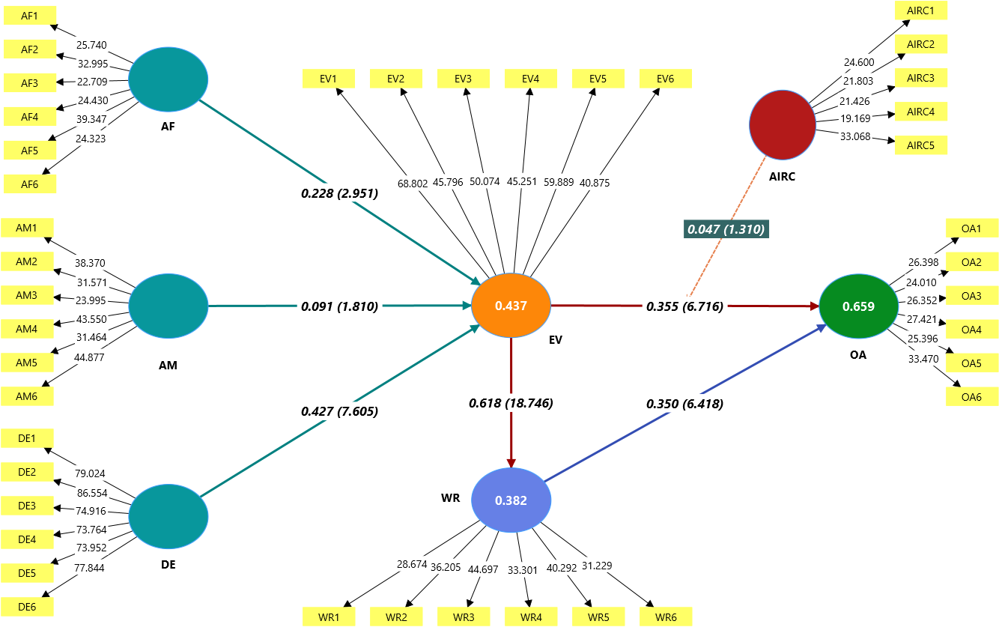 AF1
AF2
AF3
AF4
AF5
AF6
25.740
32.995
22.709
24.430
39.347
24.323
AF
AM1
AM2
AM3
AM4
AM5
AM6
38.370
31.571
23.995
43.550
31.464
44.877
AM
DE1
DE2
DE3
DE4
DE5
DE6
79.024
86.554
74.916
73.764
73.952
77.844
DE
0.228 (2.951)
0.091 (1.810)
0.427 (7.605)
EV1 EV2 EV3 EV4 EV5 EV6
68.802 45.796 50.074 45.251 59.889 40.875
0.437
EV
0.618 (18.746)
WR
0.382
28.674 36.205 44.697 33.301 40.292 31.229
WR1 WR2 WR3 WR4 WR5 WR6
0.355 (6.716)
0.350 (6.418)
0.047 (1.310)
AIRC
24.600
21.803
21.426
19.169
33.068
AIRC1
AIRC2
AIRC3
AIRC4
AIRC5
0.659
OA
26.398
24.010
26.352
27.421
25.396
33.470
OA1
OA2
OA3
OA4
OA5
OA6